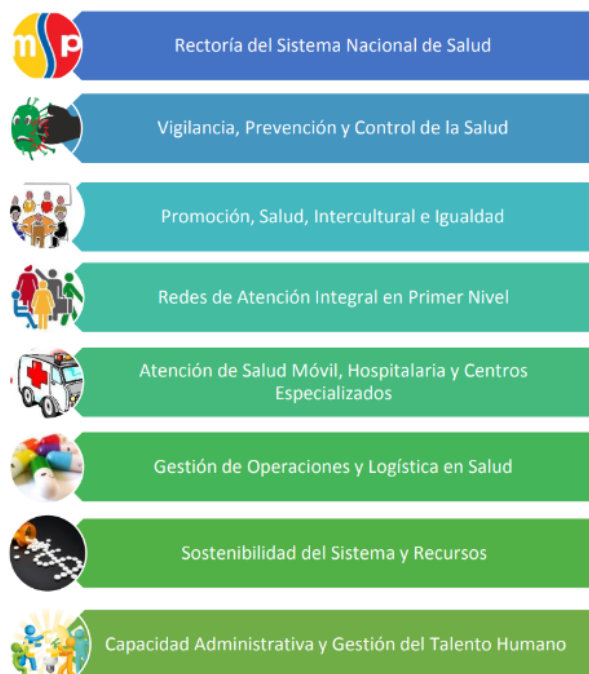 msp
Rectoría del Sistema Nacional de Salud
Vigilancia, Prevención y Control de la Salud
Promoción, Salud, Intercultural e Igualdad
Redes de Atención Integral en Primer Nivel
Atención de Salud Móvil, Hospitalaria y Centros
Especializados
Gestión de Operaciones y Logística en Salud
Sostenibilidad del Sistema y Recursos
Capacidad Administrativa y Gestión del Talento Humano